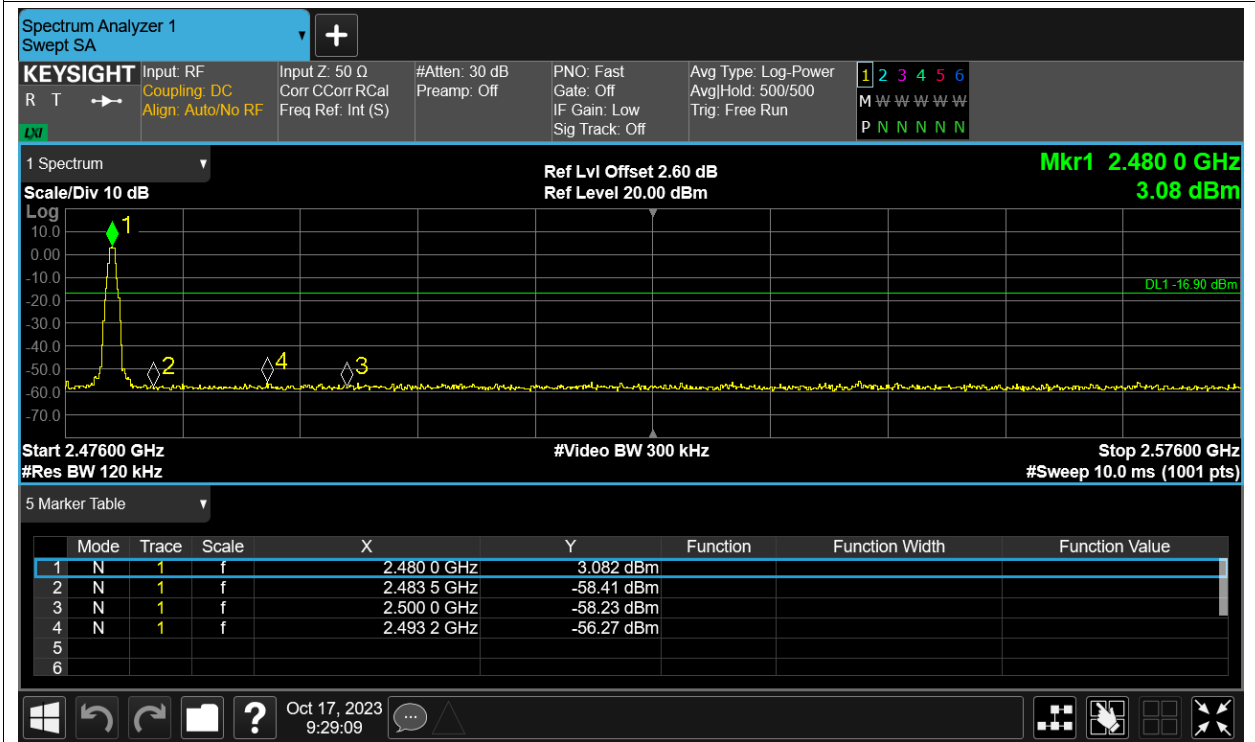 Spectrum Analyzer 1
Swept SA
+
KEYSIGHT Input: RF Input Z: 50 Ω #Atten: 30 dB PNO: Fast Avg Type: Log-Power 1 2 3 4 5 6
R T Coupling: DC Corr CCorr RCal Preamp: Off Gate: Off Avg|Hold: 500/500 M W W W W W
Align: Auto/No RF Freq Ref: Int (S) IF Gain: Low Trig: Free Run
LXI Sig Track: Off P N N N N N
1 Spectrum Ref Lvl Offset 2.60 dB Mkr1 2.480 0 GHz
Scale/Div 10 dB Ref Level 20.00 dBm 3.08 dBm
Log
1
10.0
0.00
-10.0
DL1 -16.90 dBm
-20.0
-30.0
-40.0
2 4 3
-50.0
-60.0
-70.0
Start 2.47600 GHz #Video BW 300 kHz Stop 2.57600 GHz
#Res BW 120 kHz #Sweep 10.0 ms (1001 pts)
5 Marker Table
Mode Trace Scale X Y Function Function Width Function Value
1 N 1 f 2.480 0 GHz 3.082 dBm
2 N 1 f 2.483 5 GHz -58.41 dBm
3 N 1 f 2.500 0 GHz -58.23 dBm
4 N 1 f 2.493 2 GHz -56.27 dBm
5
6
? Oct 17, 2023
9:29:09